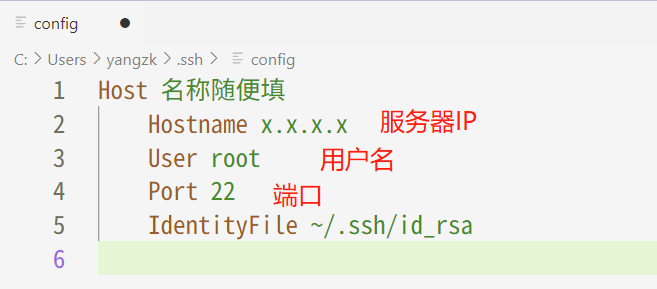 config
C: > Users > yangzk > .ssh > config
1 Host 名称随便填
2 Hostname x.x.x.x 服务器IP
3 User root 用户名
4 Port 22 端口
5 IdentityFile ~/.ssh/id_rsa
6